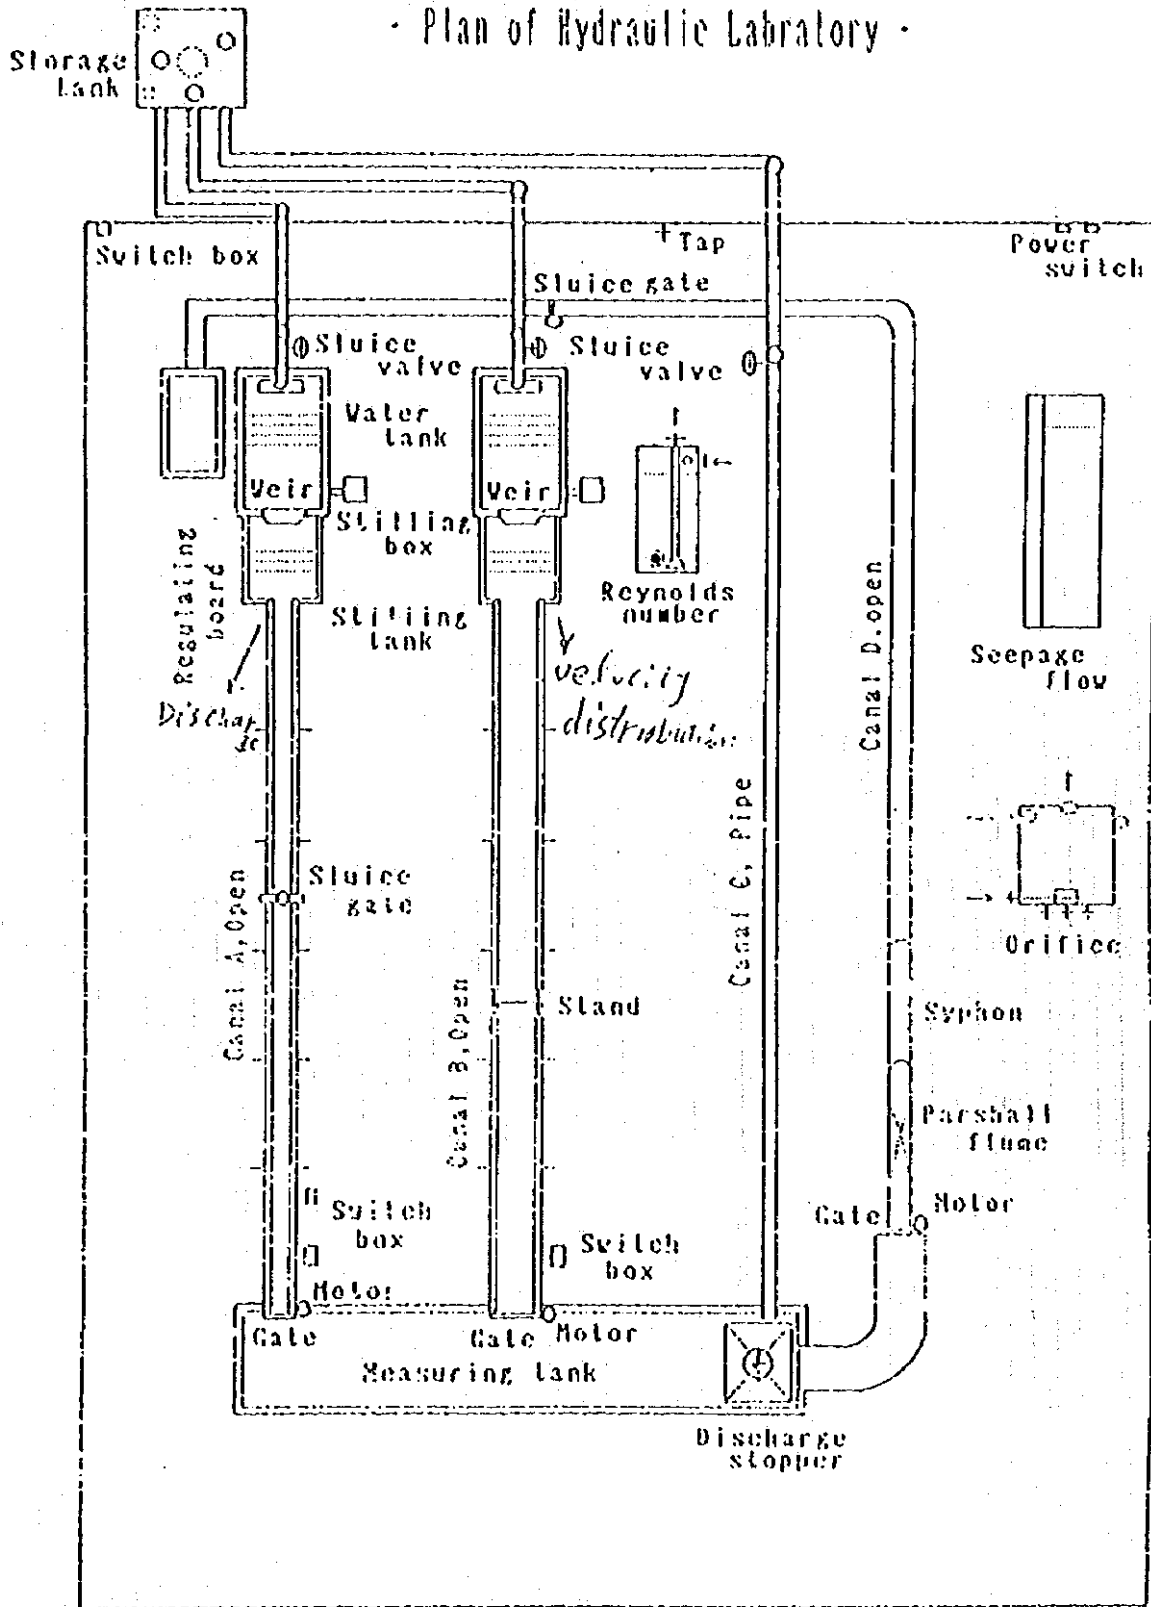 - Plan of Hydraulic Labratory -
Storage
tank
Switch box
Tap
Power
switch
Sluice gate
Sluice
valve
Sluice
valve
Water
tank
Weir
Weir
Stilling
box
Regulating
board
Stilling
tank
Reynolds
number
Seepage
flow
Discharge
velocity
distribution
Canal D.open
Canal C, Pipe
Sluice
gate
Canal A,Open
Orifice
Canal B,Open
Stand
Syphon
Parshall
flume
Gate
Motor
Switch
box
Switch
box
Motor
Gate
Gate
Motor
Measuring tank
Discharge
stopper